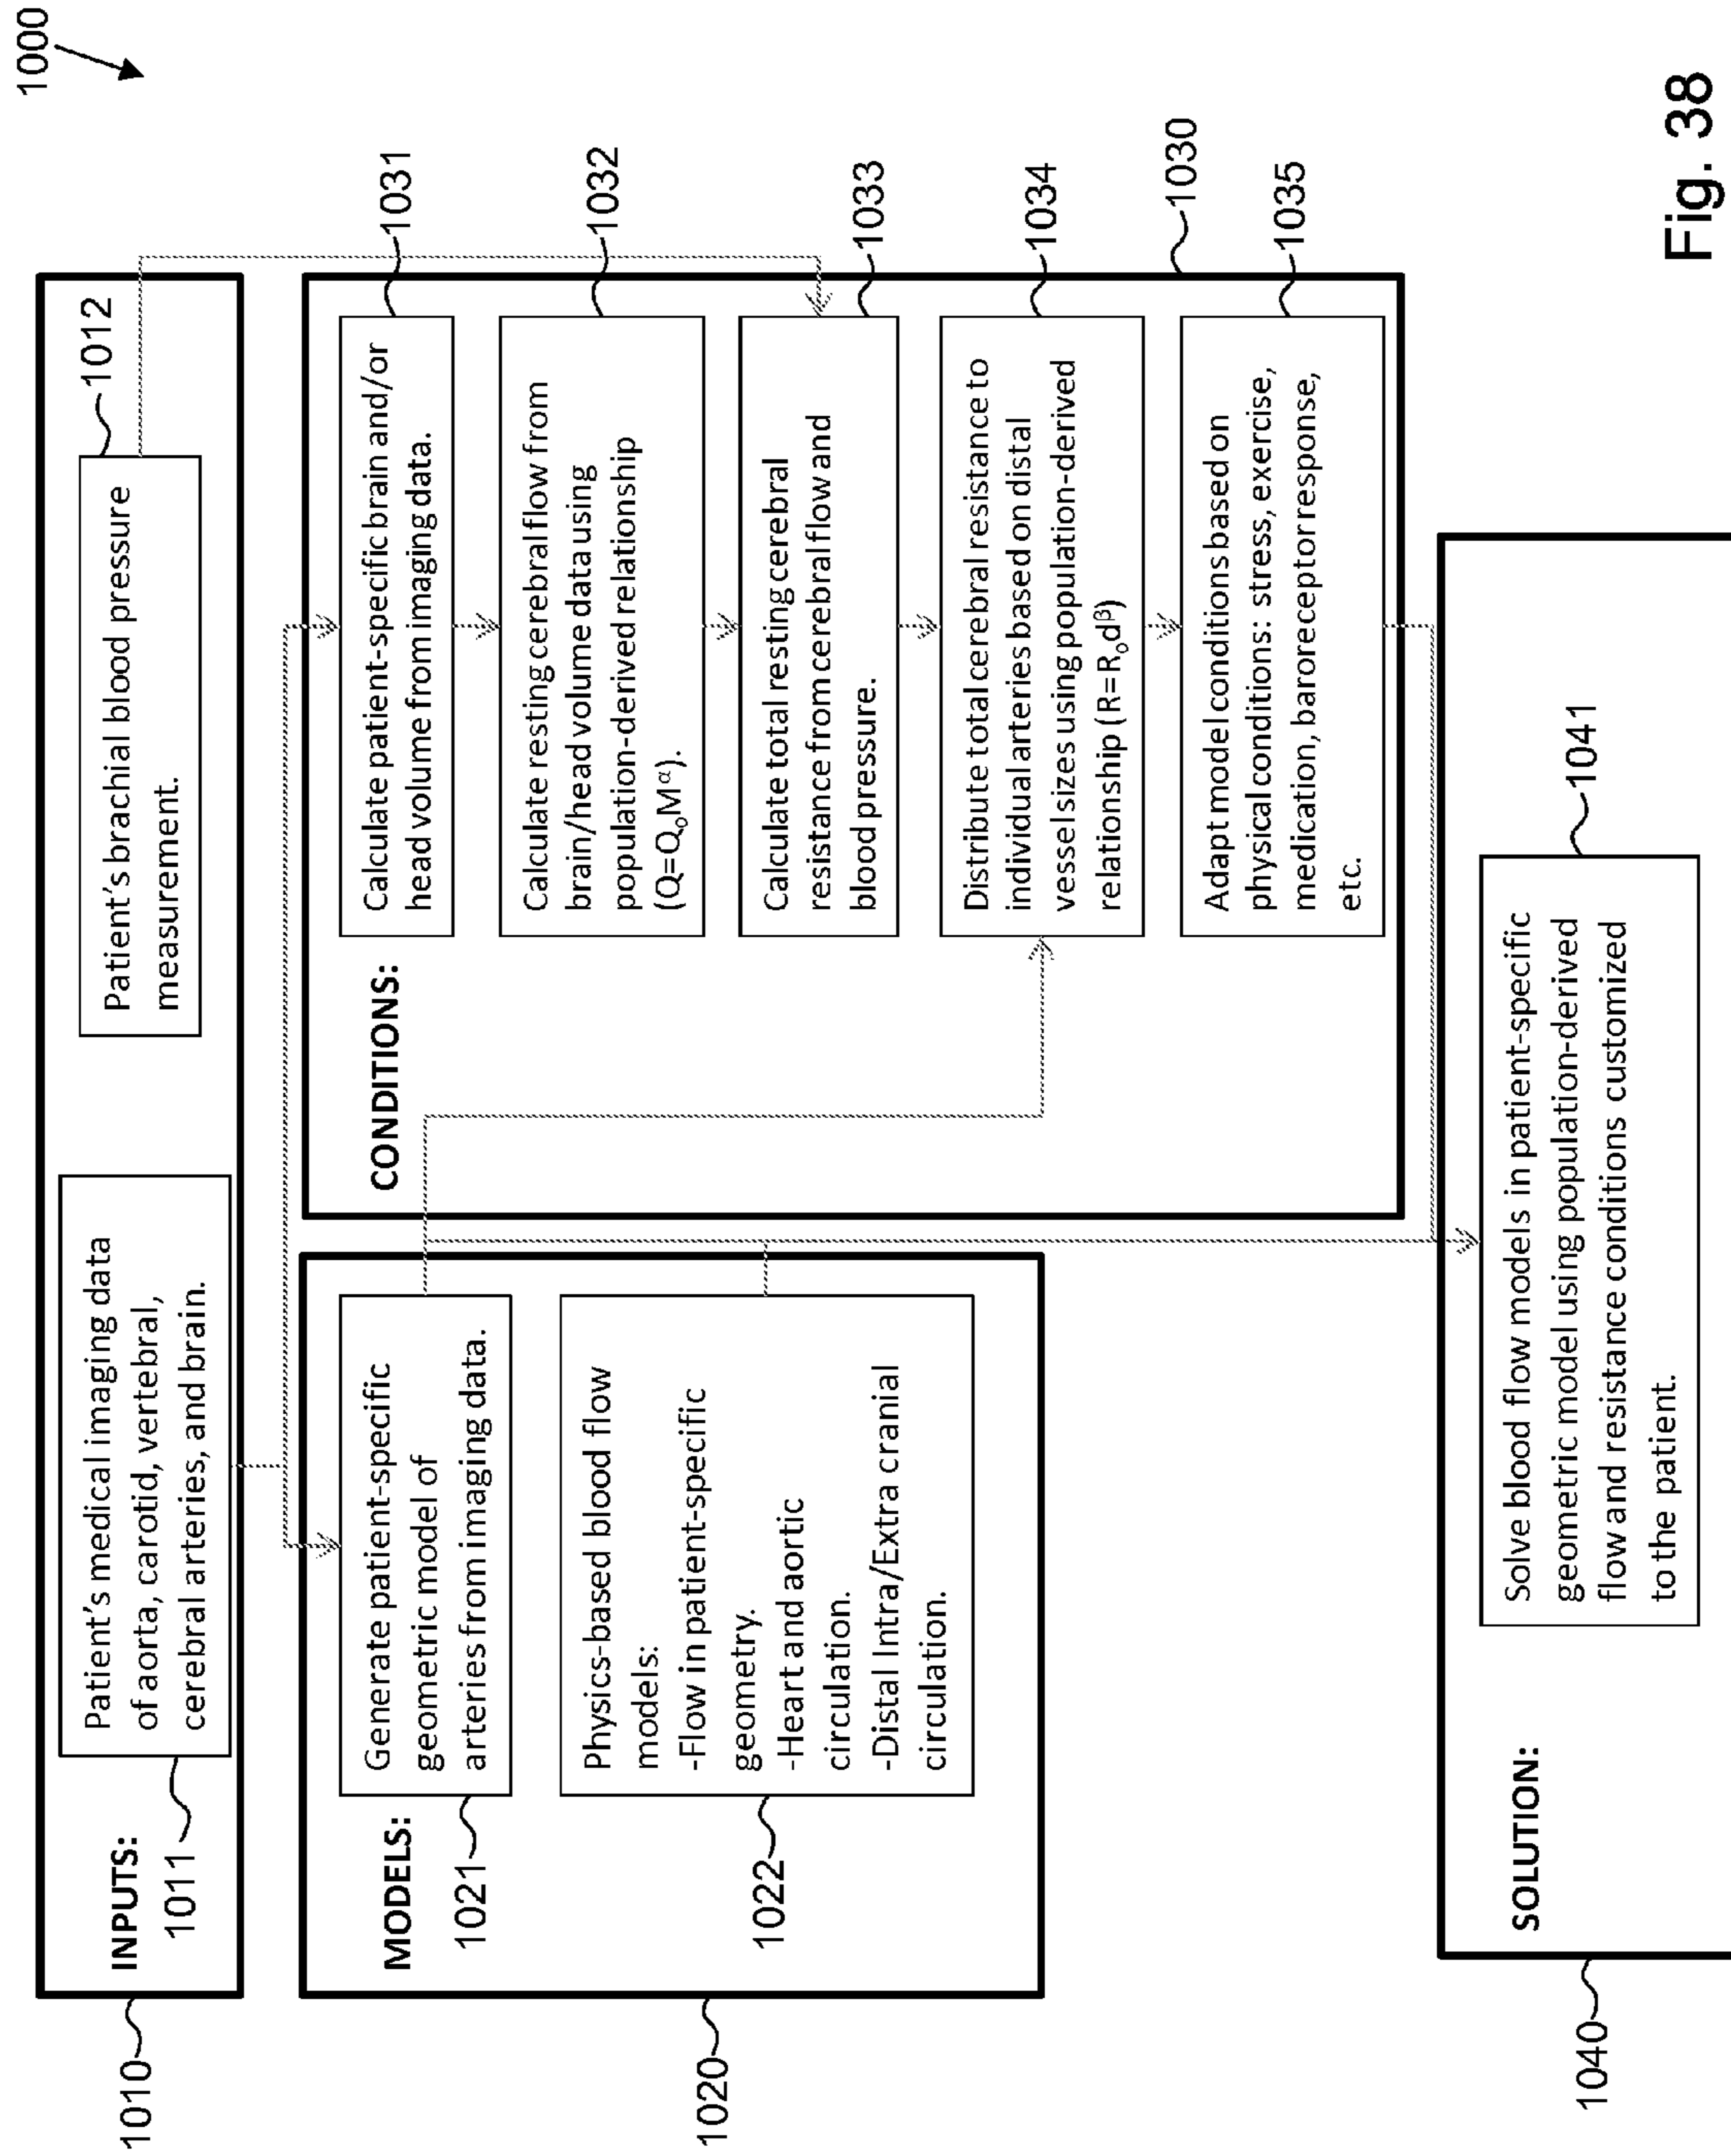 1000
INPUTS:
1010
1011
Patient's medical imaging data
of aorta, carotid, vertebral,
cerebral arteries, and brain.
1012
Patient's brachial blood pressure
measurement.
MODELS:
1020
1021
Generate patient-specific
geometric model of
arteries from imaging data.
1022
Physics-based blood flow
models:
-Flow in patient-specific
geometry.
-Heart and aortic
circulation.
-Distal Intra/Extra cranial
circulation.
CONDITIONS:
1030
Calculate patient-specific brain and/or
head volume from imaging data.
1031
Calculate resting cerebral flow from
brain/head volume data using
population-derived relationship
(Q=Q₀M^α).
1032
Calculate total resting cerebral
resistance from cerebral flow and
blood pressure.
1033
Distribute total cerebral resistance to
individual arteries based on distal
vessel sizes using population-derived
relationship (R=R₀d^β)
1034
Adapt model conditions based on
physical conditions: stress, exercise,
medication, baroreceptor response,
etc.
1035
SOLUTION:
1040
1041
Solve blood flow models in patient-specific
geometric model using population-derived
flow and resistance conditions customized
to the patient.
Fig. 38